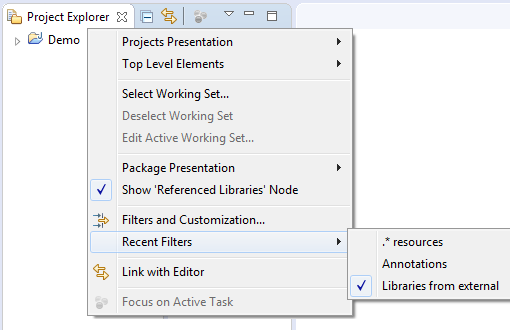 Project Explorer
Demo
Projects Presentation
Top Level Elements
Select Working Set...
Deselect Working Set
Edit Active Working Set...
Package Presentation
Show 'Referenced Libraries' Node
Filters and Customization...
Recent Filters
.* resources
Annotations
Libraries from external
Link with Editor
Focus on Active Task